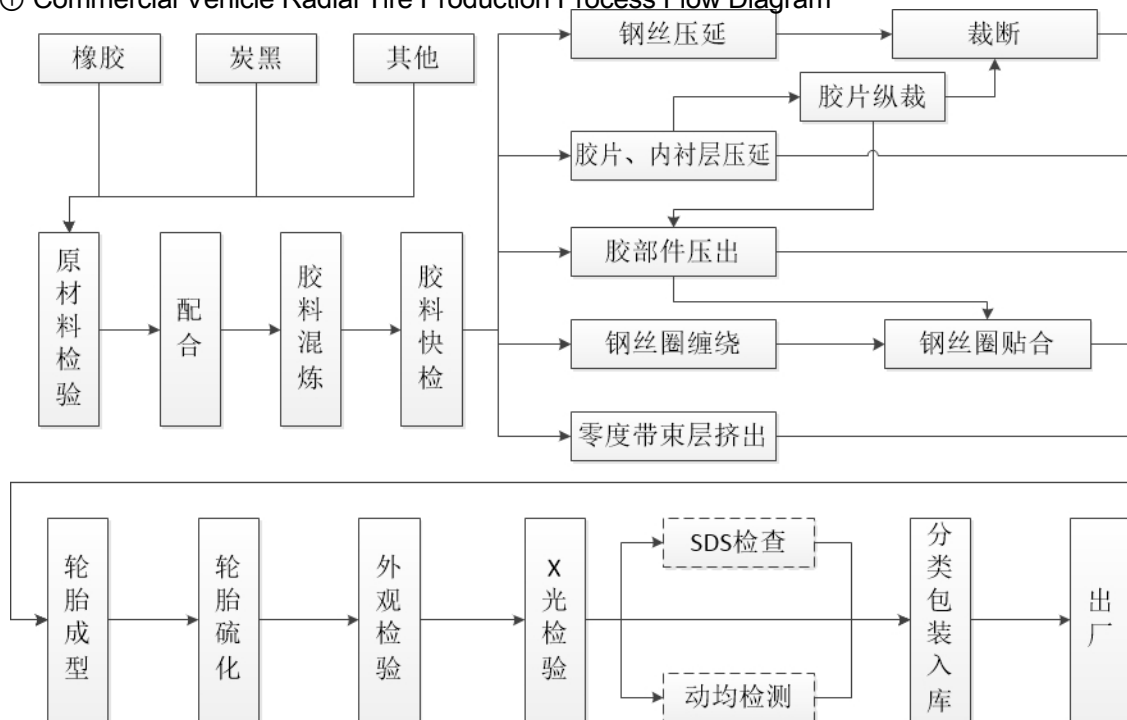 ① Commercial Vehicle Radial Tire Production Process Flow Diagram
橡胶
炭黑
其他
钢丝压延
裁断
胶片纵裁
胶片、内衬层压延
胶部件压出
钢丝圈缠绕
钢丝圈贴合
零度带束层挤出
原材料检验
配合
胶料混炼
胶料快检
轮胎成型
轮胎硫化
外观检验
X光检验
SDS检查
动均检测
分类包装入库
出厂